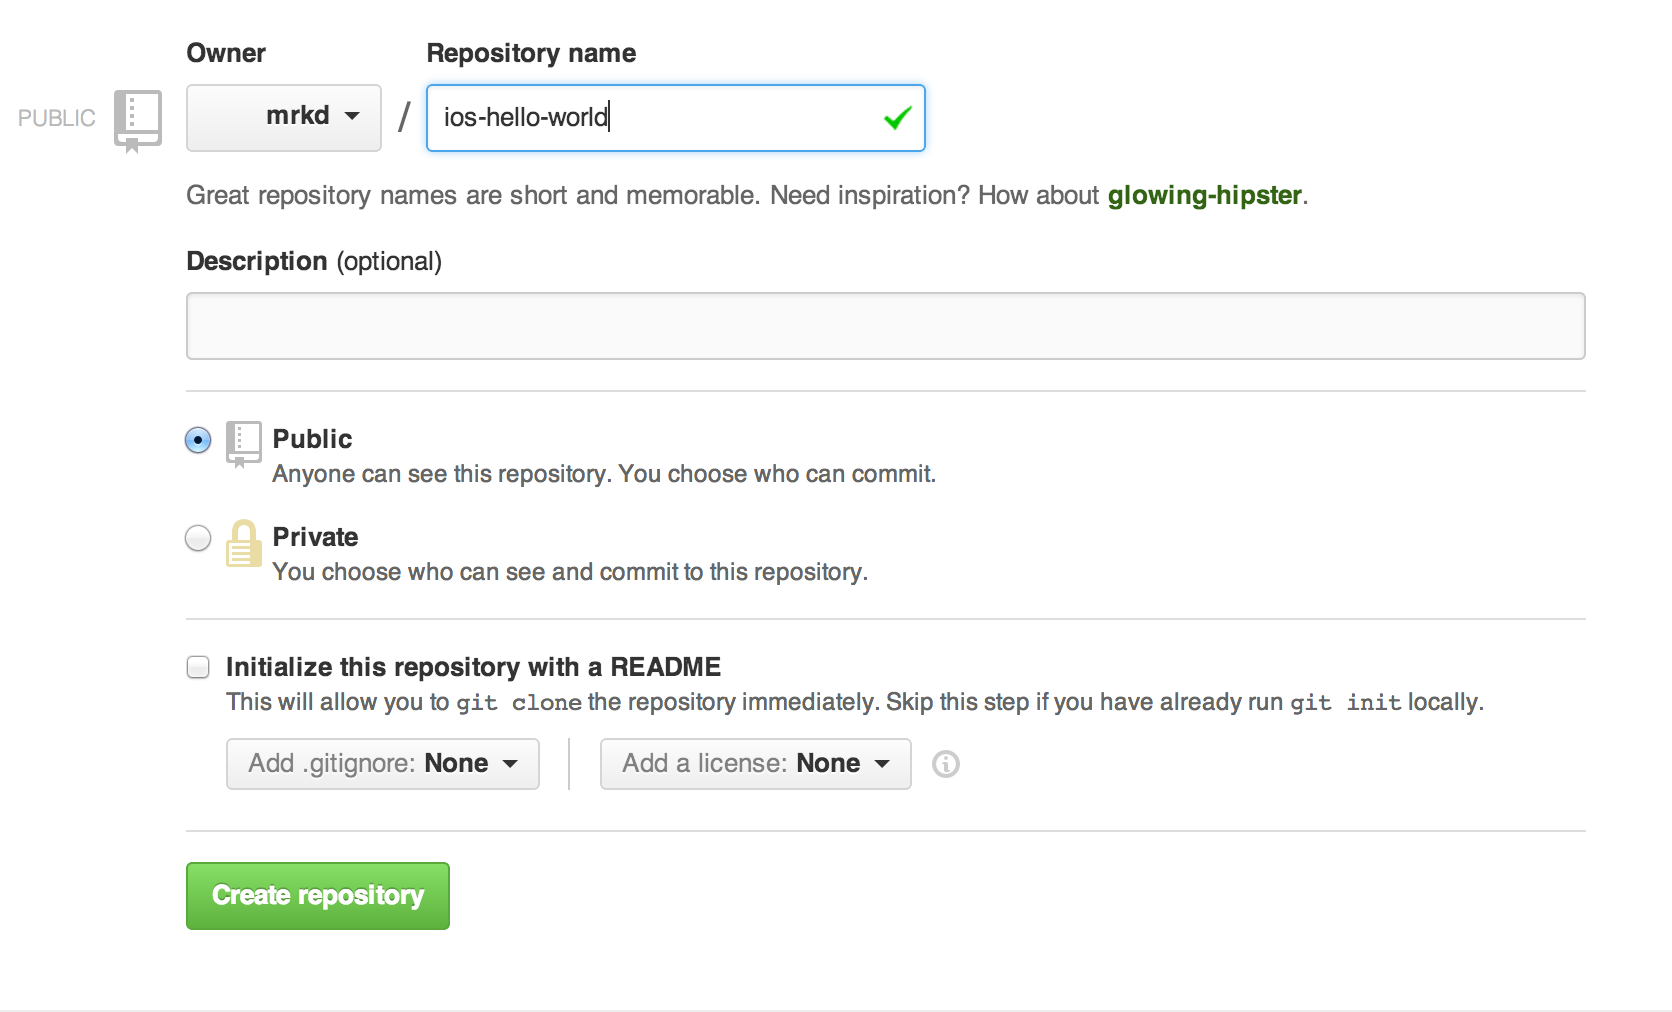 Owner Repository name
PUBLIC mrkd / ios-hello-world
Great repository names are short and memorable. Need inspiration? How about glowing-hipster.
Description (optional)
Public
Anyone can see this repository. You choose who can commit.
Private
You choose who can see and commit to this repository.
Initialize this repository with a README
This will allow you to git clone the repository immediately. Skip this step if you have already run git init locally.
Add .gitignore: None Add a license: None
Create repository